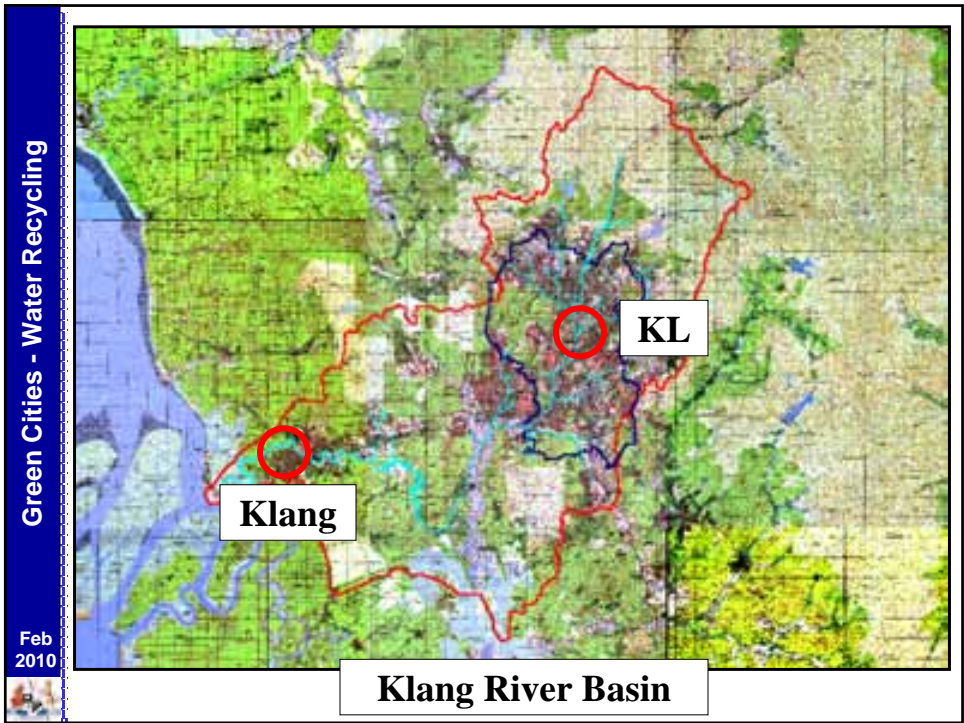 Green Cities - Water Recycling
Feb
2010
KL
Klang
Klang River Basin